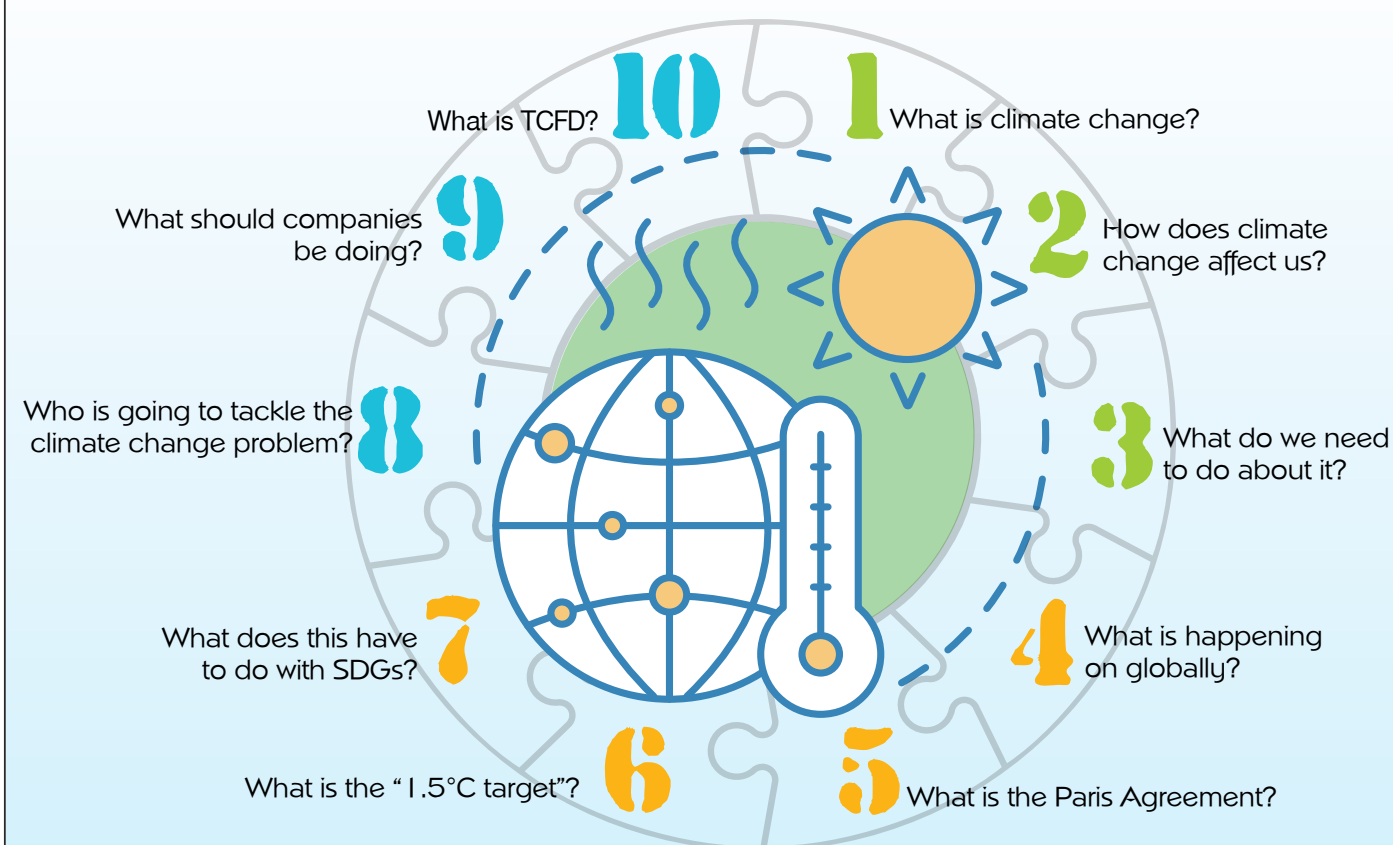 1
What is climate change?
2
How does climate
change affect us?
3
What do we need
to do about it?
4
What is happening
on globally?
5
What is the Paris Agreement?
6
What is the “1.5°C target”?
7
What does this have
to do with SDGs?
8
Who is going to tackle the
climate change problem?
9
What should companies
be doing?
10
What is TCFD?